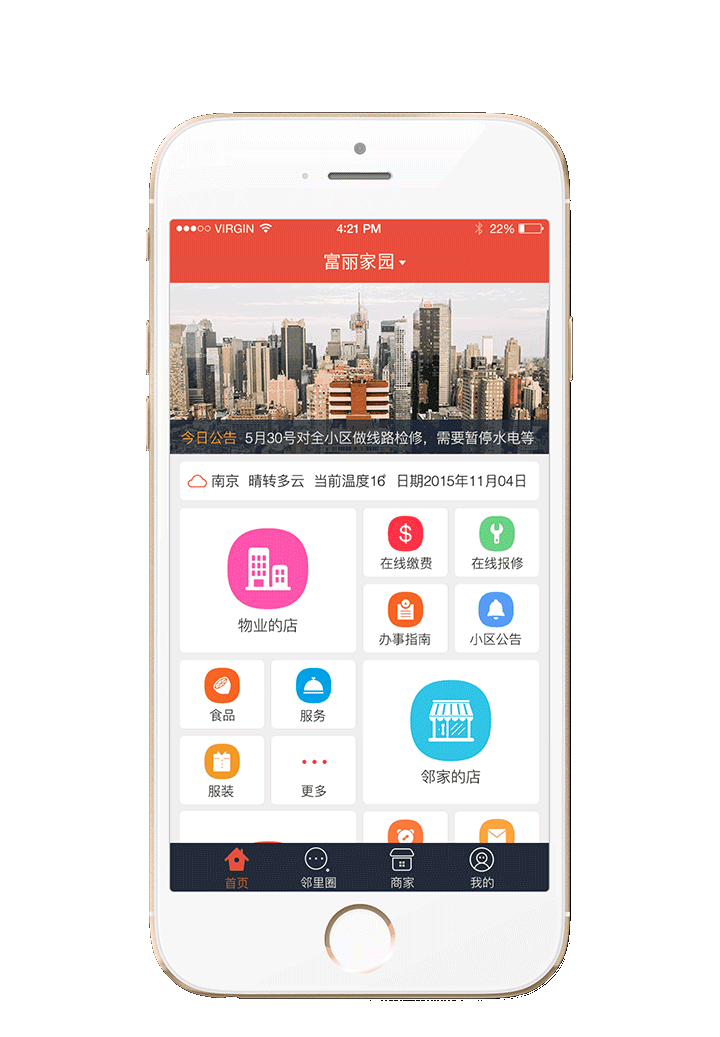 VIRGIN 4:21 PM 22%
富丽家园
今日公告 5月30号对全小区做线路检修，需要暂停水电等
南京 晴转多云 当前温度16° 日期2015年11月04日
物业的店
在线缴费 在线报修
办事指南 小区公告
食品 服务
服装 更多
邻家的店
首页 邻里圈 商家 我的